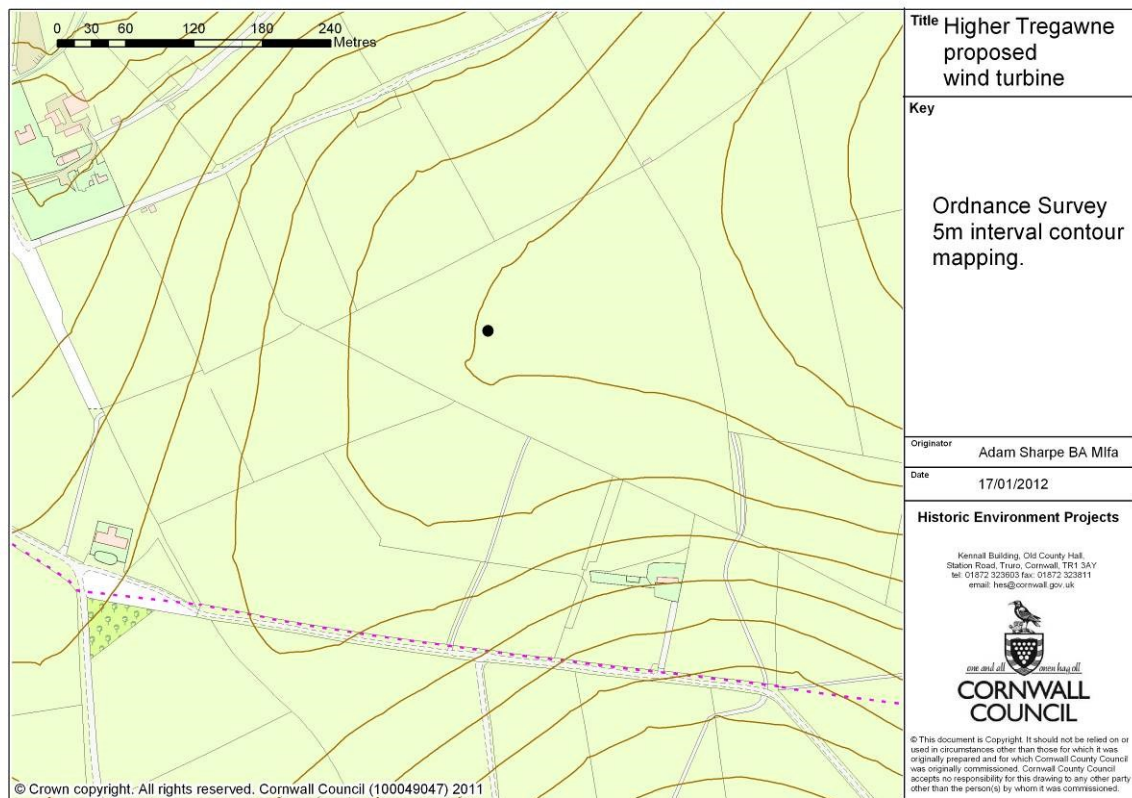 0 30 60 120 180 240
Metres
© Crown copyright. All rights reserved. Cornwall Council (100049047) 2011
Title Higher Tregawne
proposed
wind turbine
Key
Ordnance Survey
5m interval contour
mapping.
Originator Adam Sharpe BA MIfa
Date 17/01/2012
Historic Environment Projects
Kennall Building, Old County Hall,
Station Road, Truro, Cornwall, TR1 3AY
tel: 01872 323603 fax: 01872 323811
email: hes@cornwall.gov.uk
one and all onen hag oll
CORNWALL
COUNCIL
© This document is Copyright. It should not be relied on or
used in circumstances other than those for which it was
originally prepared and for which Cornwall County Council
was originally commissioned. Cornwall County Council
accepts no responsibility for this drawing to any other party
other than the person(s) by whom it was commissioned.